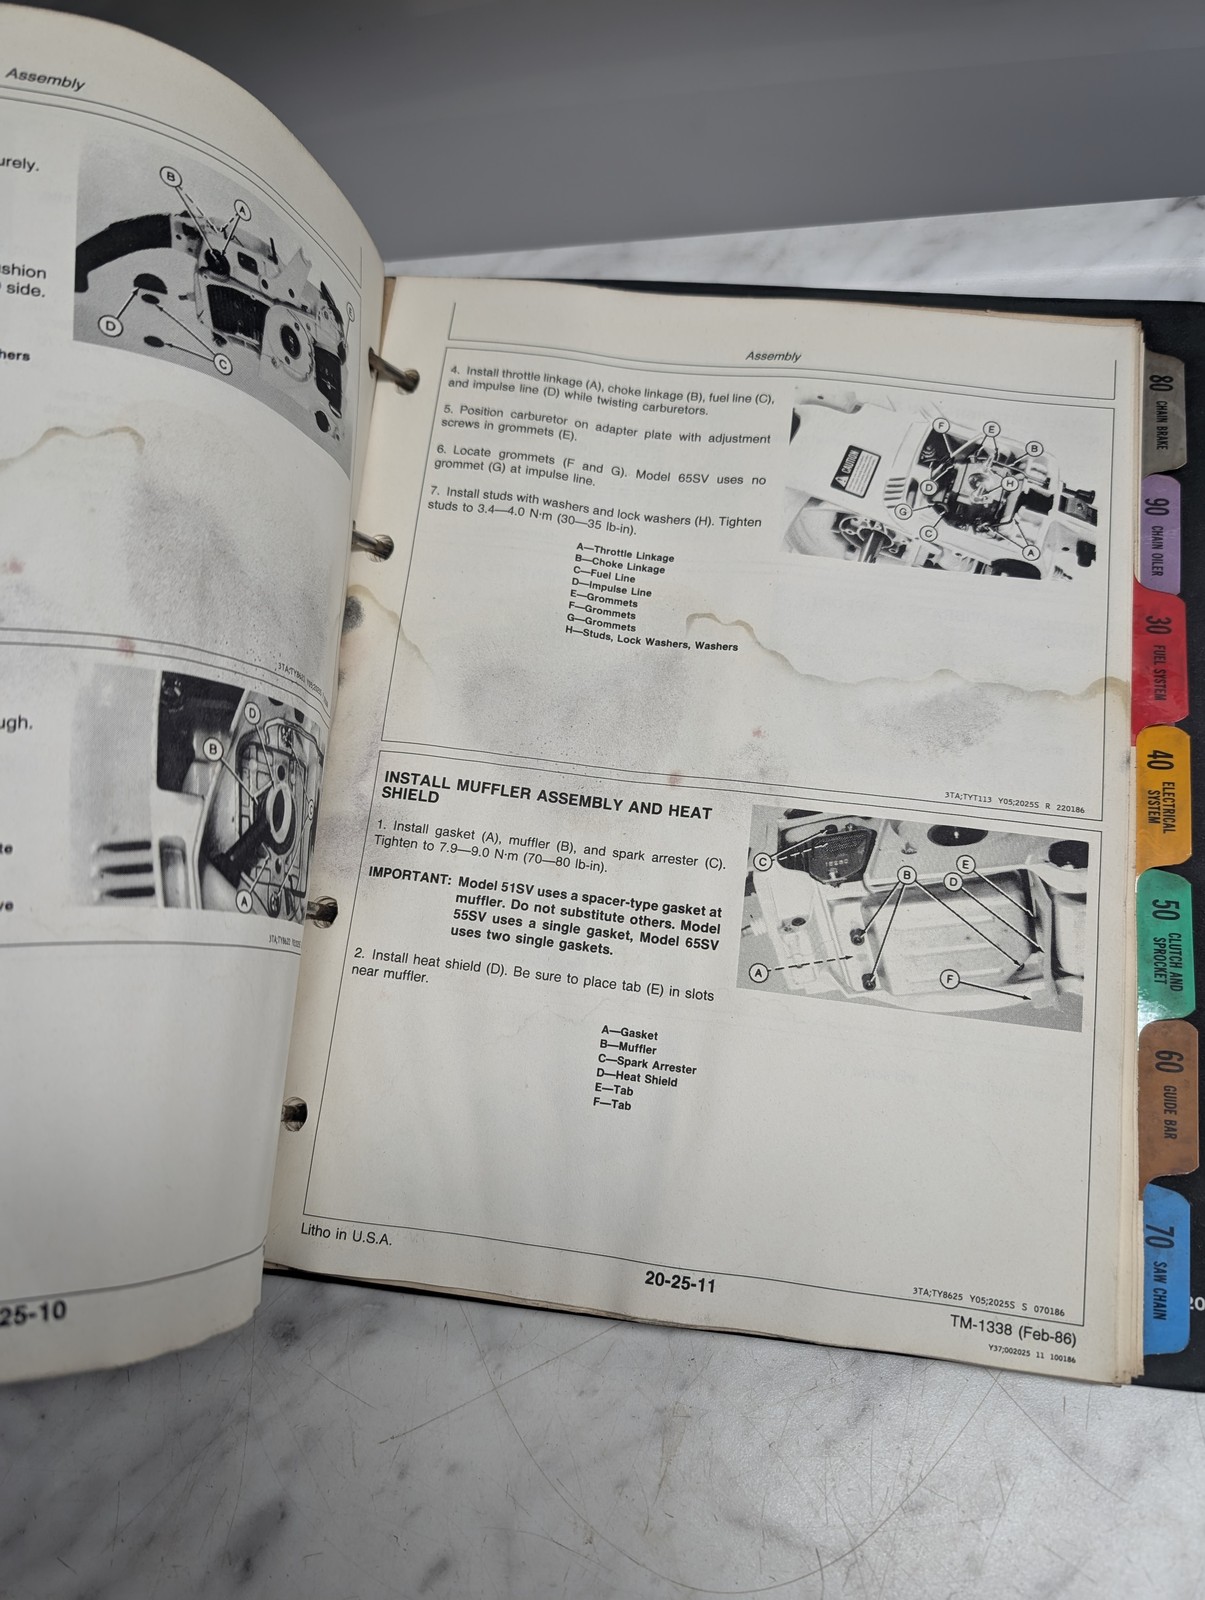 Assembly
urely.
shion
side.
hers
B
A
D
C
E
ugh.
te
ve
D
B
C
A
25-10
Assembly
4. Install throttle linkage (A), choke linkage (B), fuel line (C),
and impulse line (D) while twisting carburetors.
5. Position carburetor on adapter plate with adjustment
screws in grommets (E).
6. Locate grommets (F and G). Model 65SV uses no
grommet (G) at impulse line.
7. Install studs with washers and lock washers (H). Tighten
studs to 3.4—4.0 N·m (30—35 lb-in).
A—Throttle Linkage
B—Choke Linkage
C—Fuel Line
D—Impulse Line
E—Grommets
F—Grommets
G—Grommets
H—Studs, Lock Washers, Washers
CAUTION
F
E
B
D
H
G
C
A
3TA;TYT113 Y05;2025S R 220186
INSTALL MUFFLER ASSEMBLY AND HEAT
SHIELD
1. Install gasket (A), muffler (B), and spark arrester (C).
Tighten to 7.9—9.0 N·m (70—80 lb-in).
IMPORTANT: Model 51SV uses a spacer-type gasket at
muffler. Do not substitute others. Model
55SV uses a single gasket, Model 65SV
uses two single gaskets.
2. Install heat shield (D). Be sure to place tab (E) in slots
near muffler.
A—Gasket
B—Muffler
C—Spark Arrester
D—Heat Shield
E—Tab
F—Tab
C
B
E
D
A
F
3TA;TY8625 Y05;2025S S 070186
Litho in U.S.A.
20-25-11
TM-1338 (Feb-86)
Y37;002025 11 100186
80 CHAIN BRAKE
90 CHAIN OILER
30 FUEL SYSTEM
40 ELECTRICAL
SYSTEM
50 CLUTCH AND
SPROCKET
60 GUIDE BAR
70 SAW CHAIN
20